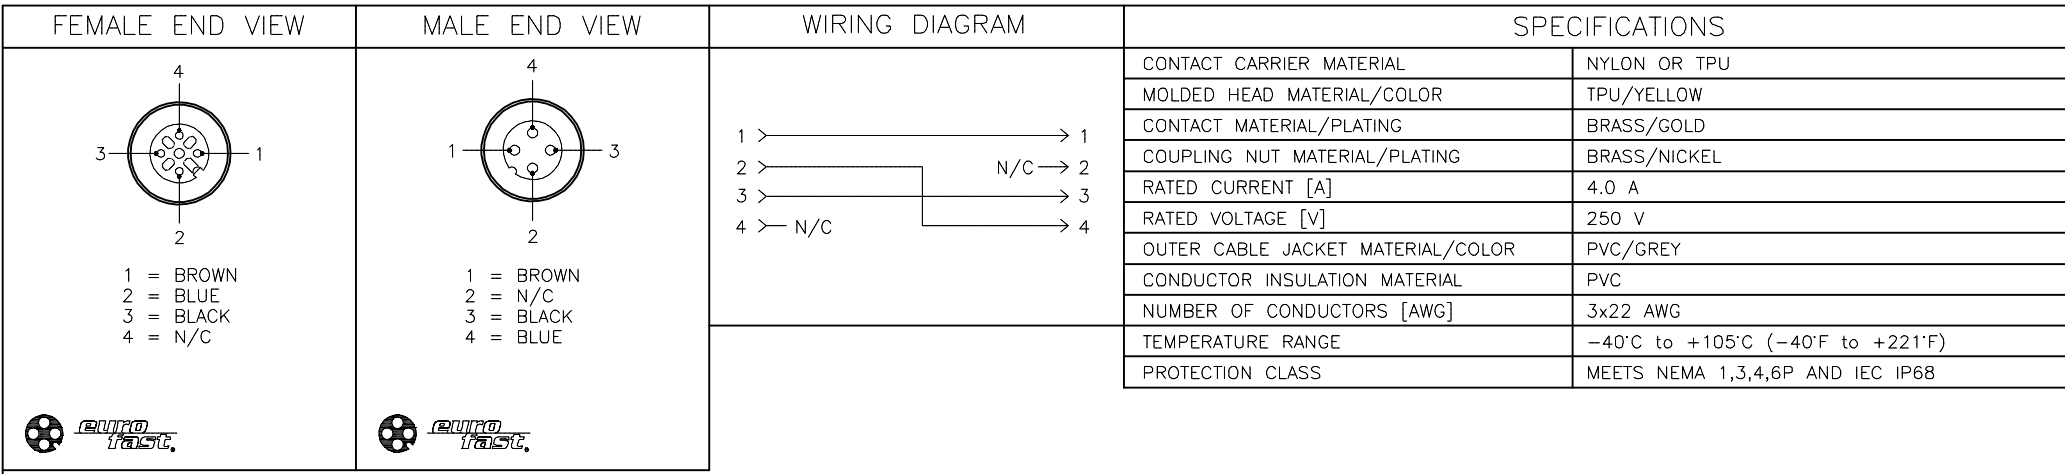 FEMALE END VIEW
4
3
1
2
1 = BROWN
2 = BLUE
3 = BLACK
4 = N/C
euro
fast.
MALE END VIEW
4
1
3
2
1 = BROWN
2 = N/C
3 = BLACK
4 = BLUE
euro
fast.
WIRING DIAGRAM
1 1
2 N/C 2
3 3
4 N/C 4
SPECIFICATIONS
CONTACT CARRIER MATERIAL NYLON OR TPU
MOLDED HEAD MATERIAL/COLOR TPU/YELLOW
CONTACT MATERIAL/PLATING BRASS/GOLD
COUPLING NUT MATERIAL/PLATING BRASS/NICKEL
RATED CURRENT [A] 4.0 A
RATED VOLTAGE [V] 250 V
OUTER CABLE JACKET MATERIAL/COLOR PVC/GREY
CONDUCTOR INSULATION MATERIAL PVC
NUMBER OF CONDUCTORS [AWG] 3x22 AWG
TEMPERATURE RANGE -40°C to +105°C (-40°F to +221°F)
PROTECTION CLASS MEETS NEMA 1,3,4,6P AND IEC IP68